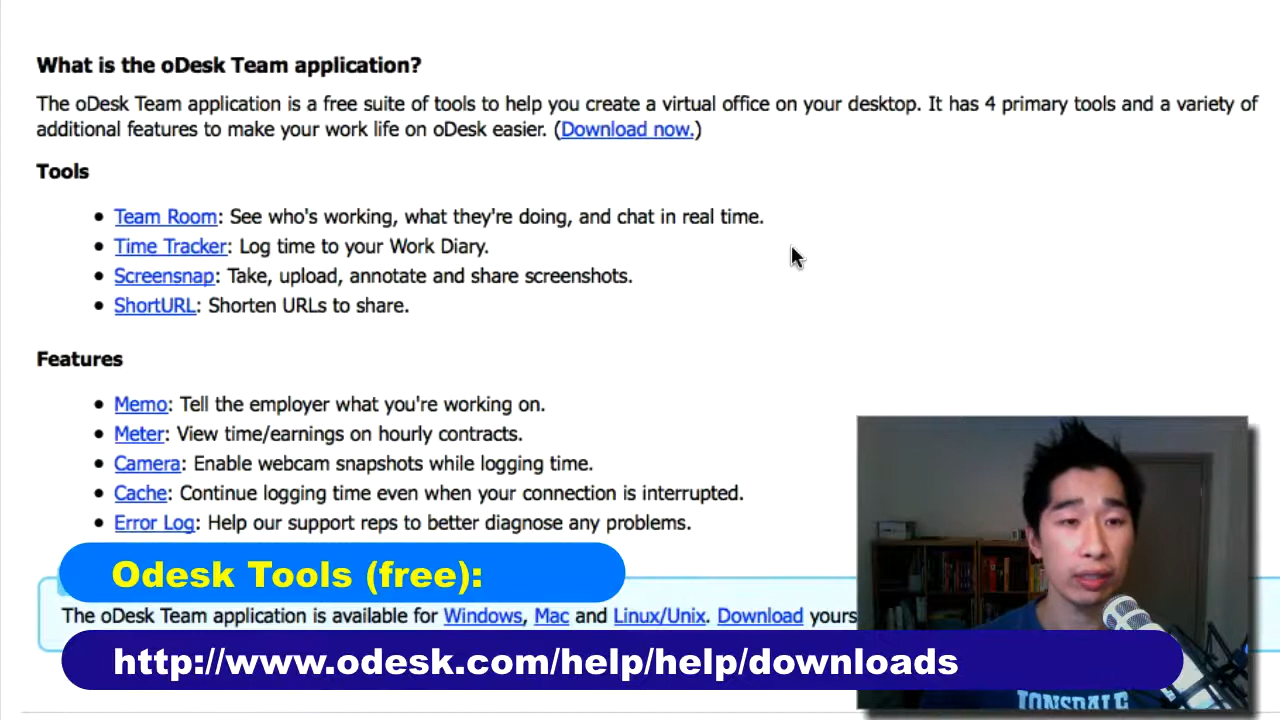 What is the oDesk Team application?
The oDesk Team application is a free suite of tools to help you create a virtual office on your desktop. It has 4 primary tools and a variety of
additional features to make your work life on oDesk easier. (Download now.)
Tools
• Team Room: See who's working, what they're doing, and chat in real time.
• Time Tracker: Log time to your Work Diary.
• Screensnap: Take, upload, annotate and share screenshots.
• ShortURL: Shorten URLs to share.
Features
• Memo: Tell the employer what you're working on.
• Meter: View time/earnings on hourly contracts.
• Camera: Enable webcam snapshots while logging time.
• Cache: Continue logging time even when your connection is interrupted.
• Error Log: Help our support reps to better diagnose any problems.
Odesk Tools (free):
The oDesk Team application is available for Windows, Mac and Linux/Unix. Download yours
http://www.odesk.com/help/help/downloads
LONSDALE